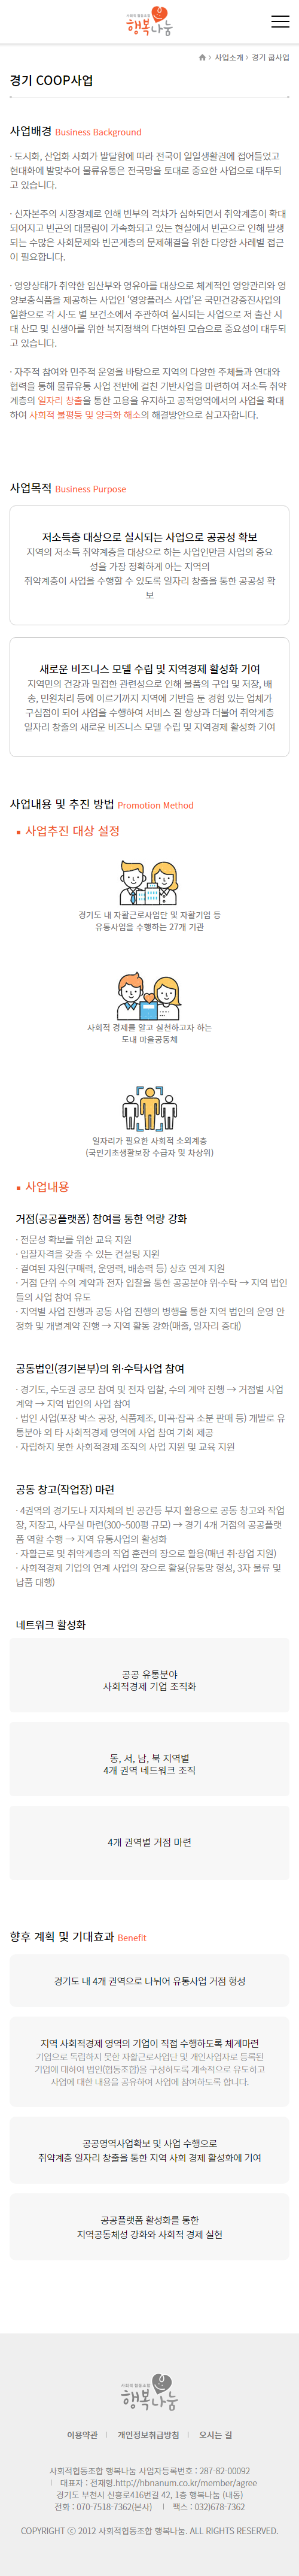 사회적 협동조합
행복나눔
사업소개 > 경기 쿱사업
경기 COOP사업
사업배경 Business Background
· 도시화, 산업화 사회가 발달함에 따라 전국이 일일생활권에 접어들었고
현대화에 발맞추어 물류유통은 전국망을 토대로 중요한 사업으로 대두되
고 있습니다.
· 신자본주의 시장경제로 인해 빈부의 격차가 심화되면서 취약계층이 확대
되어지고 빈곤의 대물림이 가속화되고 있는 현실에서 빈곤으로 인해 발생
되는 수많은 사회문제와 빈곤계층의 문제해결을 위한 다양한 사례별 접근
이 필요합니다.
· 영양상태가 취약한 임산부와 영유아를 대상으로 체계적인 영양관리와 영
양보충식품을 제공하는 사업인 '영양플러스 사업'은 국민건강증진사업의
일환으로 각 시·도 별 보건소에서 주관하여 실시되는 사업으로 저 출산 시
대 산모 및 신생아를 위한 복지정책의 다변화된 모습으로 중요성이 대두되
고 있습니다.
· 자주적 참여와 민주적 운영을 바탕으로 지역의 다양한 주체들과 연대와
협력을 통해 물류유통 사업 전반에 걸친 기반사업을 마련하여 저소득 취약
계층의 일자리 창출을 통한 고용을 유지하고 공적영역에서의 사업을 확대
하여 사회적 불평등 및 양극화 해소의 해결방안으로 삼고자합니다.
사업목적 Business Purpose
저소득층 대상으로 실시되는 사업으로 공공성 확보
지역의 저소득 취약계층을 대상으로 하는 사업인만큼 사업의 중요
성을 가장 정확하게 아는 지역의
취약계층이 사업을 수행할 수 있도록 일자리 창출을 통한 공공성 확
보
새로운 비즈니스 모델 수립 및 지역경제 활성화 기여
지역민의 건강과 밀접한 관련성으로 인해 물품의 구입 및 저장, 배
송, 민원처리 등에 이르기까지 지역에 기반을 둔 경험 있는 업체가
구심점이 되어 사업을 수행하여 서비스 질 향상과 더불어 취약계층
일자리 창출의 새로운 비즈니스 모델 수립 및 지역경제 활성화 기여
사업내용 및 추진 방법 Promotion Method
사업추진 대상 설정
경기도 내 자활근로사업단 및 자활기업 등
유통사업을 수행하는 27개 기관
사회적 경제를 알고 실천하고자 하는
도내 마을공동체
일자리가 필요한 사회적 소외계층
(국민기초생활보장 수급자 및 차상위)
사업내용
거점(공공플랫폼) 참여를 통한 역량 강화
· 전문성 확보를 위한 교육 지원
· 입찰자격을 갖출 수 있는 컨설팅 지원
· 결여된 자원(구매력, 운영력, 배송력 등) 상호 연계 지원
· 거점 단위 수의 계약과 전자 입찰을 통한 공공분야 위·수탁 → 지역 법인
들의 사업 참여 유도
· 지역별 사업 진행과 공동 사업 진행의 병행을 통한 지역 법인의 운영 안
정화 및 개별계약 진행 → 지역 활동 강화(매출, 일자리 증대)
공동법인(경기본부)의 위·수탁사업 참여
· 경기도, 수도권 공모 참여 및 전자 입찰, 수의 계약 진행 → 거점별 사업
계약 → 지역 법인의 사업 참여
· 법인 사업(포장 박스 공장, 식품제조, 미곡·잡곡 소분 판매 등) 개발로 유
통분야 외 타 사회적경제 영역에 사업 참여 기회 제공
· 자립하지 못한 사회적경제 조직의 사업 지원 및 교육 지원
공동 창고(작업장) 마련
· 4권역의 경기도나 지자체의 빈 공간등 부지 활용으로 공동 창고와 작업
장, 저장고, 사무실 마련(300~500평 규모) → 경기 4개 거점의 공공플랫
폼 역할 수행 → 지역 유통사업의 활성화
· 자활근로 및 취약계층의 직업 훈련의 장으로 활용(매년 취·창업 지원)
· 사회적경제 기업의 연계 사업의 장으로 활용(유통망 형성, 3자 물류 및
납품 대행)
네트워크 활성화
공공 유통분야
사회적경제 기업 조직화
동, 서, 남, 북 지역별
4개 권역 네드워크 조직
4개 권역별 거점 마련
향후 계획 및 기대효과 Benefit
경기도 내 4개 권역으로 나뉘어 유통사업 거점 형성
지역 사회적경제 영역의 기업이 직접 수행하도록 체계마련
기업으로 독립하지 못한 자활근로사업단 및 개인사업자로 등록된
기업에 대하여 법인(협동조합)을 구성하도록 계속적으로 유도하고
사업에 대한 내용을 공유하여 사업에 참여하도록 합니다.
공공영역사업확보 및 사업 수행으로
취약계층 일자리 창출을 통한 지역 사회 경제 활성화에 기여
공공플랫폼 활성화를 통한
지역공동체성 강화와 사회적 경제 실현
사회적 협동조합
행복나눔
이용약관 | 개인정보취급방침 | 오시는 길
사회적협동조합 행복나눔 사업자등록번호 : 287-82-00092
| 대표자 : 전재형.http://hbnanum.co.kr/member/agree
경기도 부천시 신흥로416번길 42, 1층 행복나눔 (내동)
전화 : 070-7518-7362(본사) | 팩스 : 032)678-7362
COPYRIGHT ⓒ 2012 사회적협동조합 행복나눔. ALL RIGHTS RESERVED.